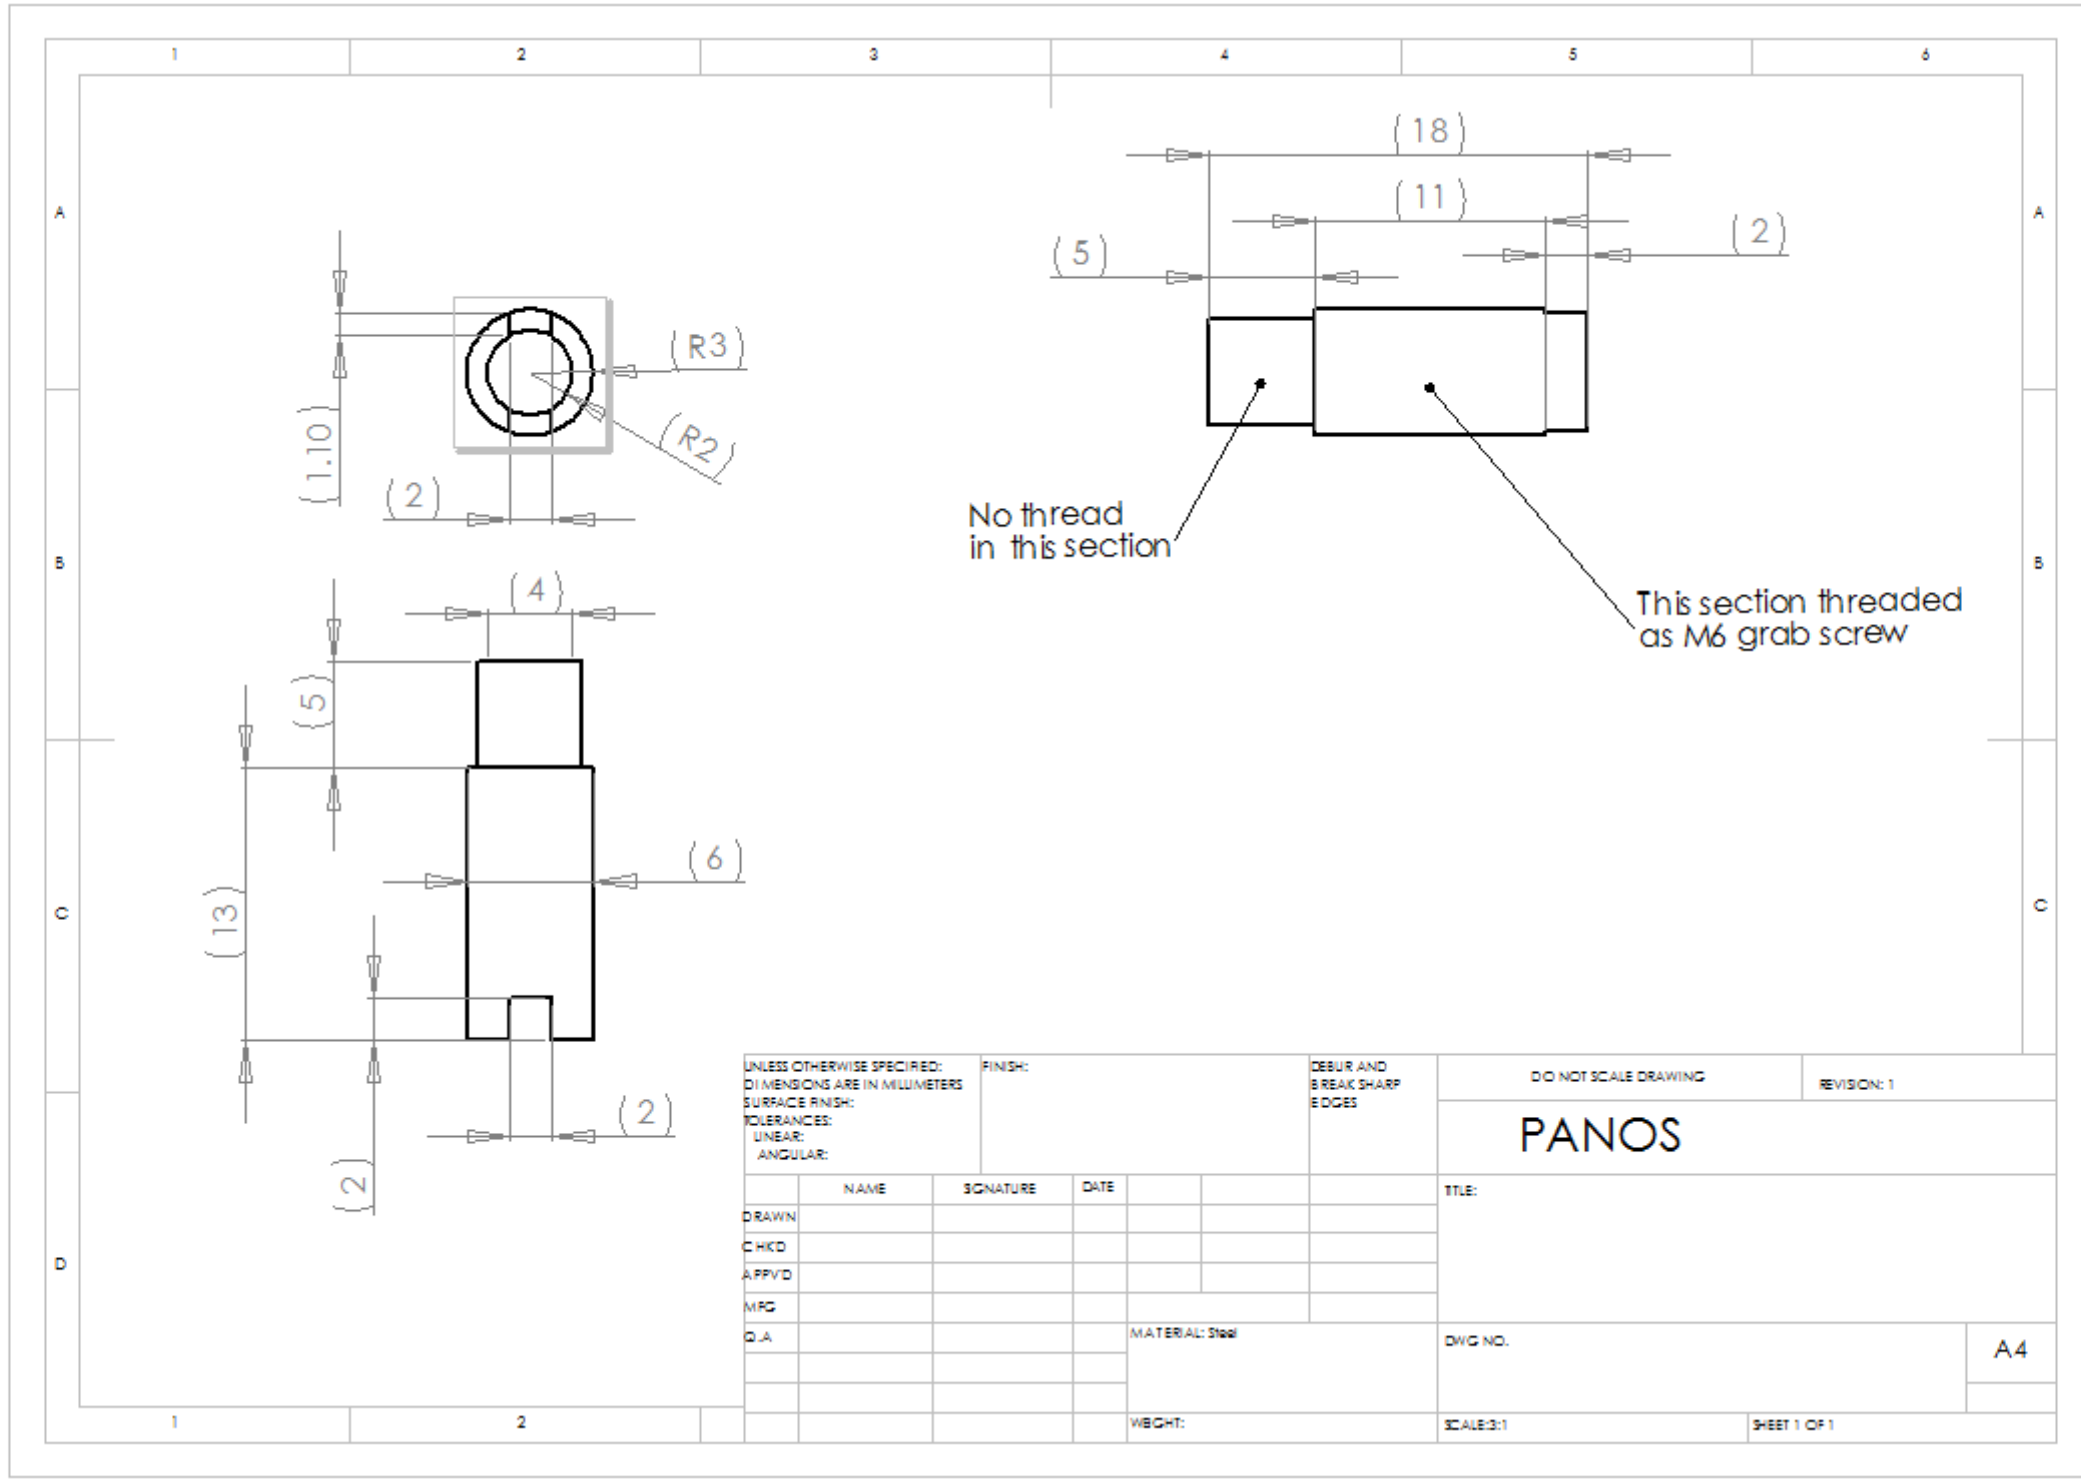 1 2 3 4 5 6
A A
(18)
(11)
(5) (2)
(R3)
(R2)
(1.10)
(2)
No thread
in this section
B B
This section threaded
as M6 grab screw
(4)
(5)
(6)
(13)
C C
(2)
(2)
D
UNLESS OTHERWISE SPECIFIED:
DIMENSIONS ARE IN MILLIMETERS
SURFACE FINISH:
TOLERANCES:
LINEAR:
ANGULAR:
FINISH:
DEBUR AND
BREAK SHARP
EDGES
DO NOT SCALE DRAWING
REVISION: 1
PANOS
NAME SIGNATURE DATE
TITLE:
DRAWN
CHK'D
APPV'D
MFG
Q.A
MATERIAL: Steel
DWG NO.
A4
WEIGHT:
SCALE:3:1
SHEET 1 OF 1
1 2